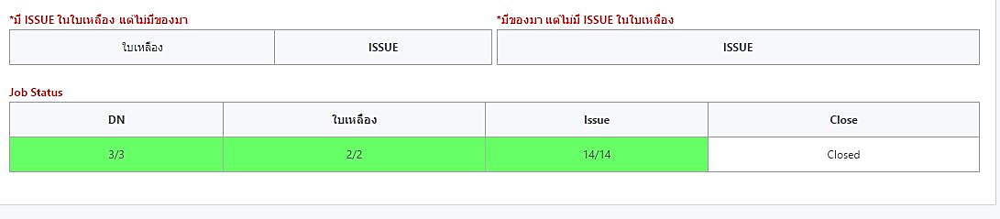 *มี ISSUE ในใบเหลือง แต่ไม่มีของมา
*มีของมา แต่ไม่มี ISSUE ในใบเหลือง
ใบเหลือง ISSUE
ISSUE
Job Status
DN ใบเหลือง Issue Close
3/3 2/2 14/14 Closed